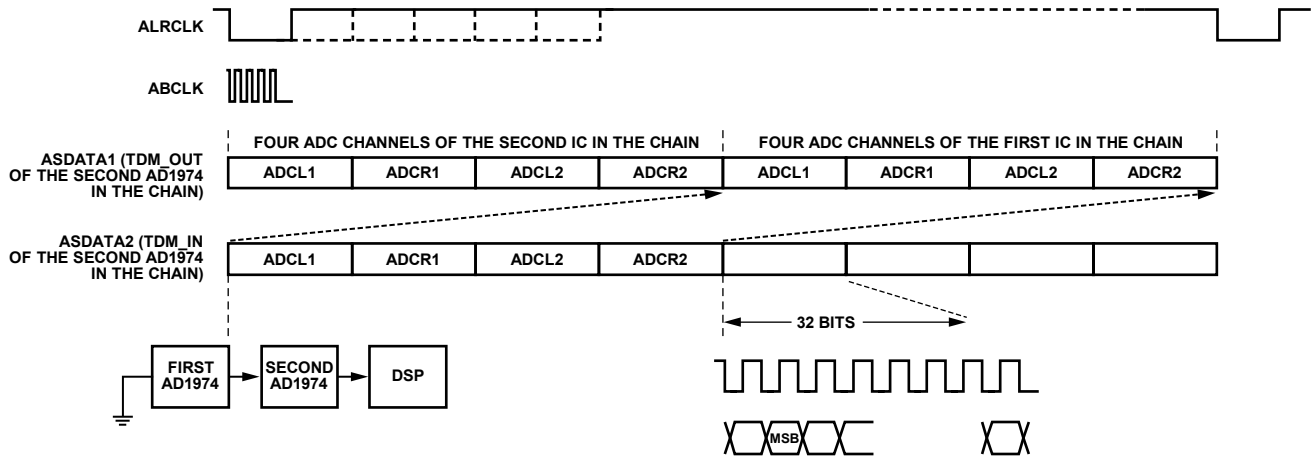 ALRCLK
ABCLK
FOUR ADC CHANNELS OF THE SECOND IC IN THE CHAIN
FOUR ADC CHANNELS OF THE FIRST IC IN THE CHAIN
ASDATA1 (TDM_OUT
OF THE SECOND AD1974
IN THE CHAIN)
ADCL1 ADCR1 ADCL2 ADCR2 ADCL1 ADCR1 ADCL2 ADCR2
ASDATA2 (TDM_IN
OF THE SECOND AD1974
IN THE CHAIN)
ADCL1 ADCR1 ADCL2 ADCR2
32 BITS
FIRST
AD1974
SECOND
AD1974
DSP
MSB